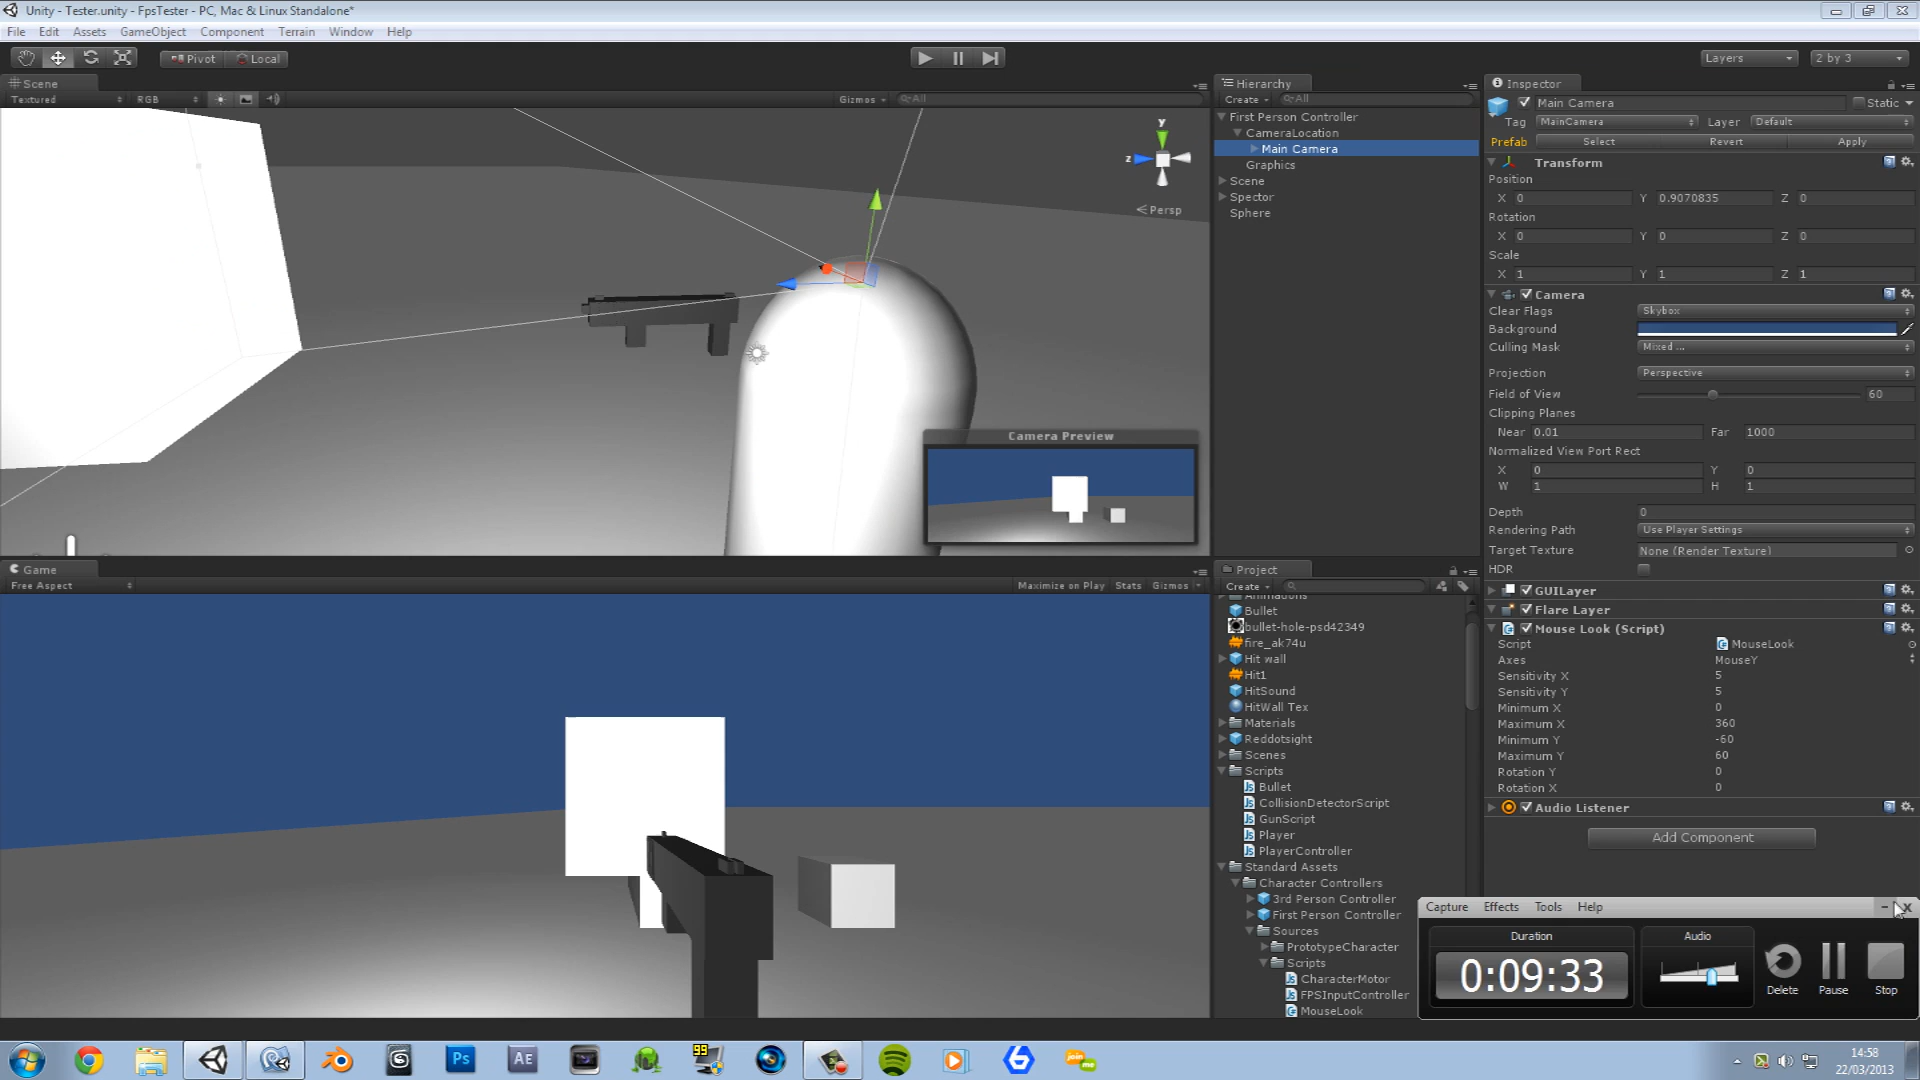 Unity - Tester.unity - FpsTester - PC, Mac & Linux Standalone*
File Edit Assets GameObject Component Terrain Window Help
Pivot Local
Layers 2 by 3
Scene
Textured RGB Gizmos All
y
z
Persp
Camera Preview
Game
Free Aspect Maximize on Play Stats Gizmos
Hierarchy
Create All
First Person Controller
CameraLocation
Main Camera
Graphics
Scene
Spector
Sphere
Project
Create
Animations
Bullet
bullet-hole-psd42349
fire_ak74u
Hit wall
Hit1
HitSound
HitWall Tex
Materials
Reddotsight
Scenes
Scripts
Bullet
CollisionDetectorScript
GunScript
Player
PlayerController
Standard Assets
Character Controllers
3rd Person Controller
First Person Controller
Sources
PrototypeCharacter
Scripts
CharacterMotor
FPSInputController
MouseLook
Inspector
Main Camera Static
Tag MainCamera Layer Default
Prefab Select Revert Apply
Transform
Position
X 0 Y 0.9070835 Z 0
Rotation
X 0 Y 0 Z 0
Scale
X 1 Y 1 Z 1
Camera
Clear Flags Skybox
Background
Culling Mask Mixed ...
Projection Perspective
Field of View 60
Clipping Planes
Near 0.01 Far 1000
Normalized View Port Rect
X 0 Y 0
W 1 H 1
Depth 0
Rendering Path Use Player Settings
Target Texture None (Render Texture)
HDR
GUILayer
Flare Layer
Mouse Look (Script)
Script MouseLook
Axes MouseY
Sensitivity X 5
Sensitivity Y 5
Minimum X 0
Maximum X 360
Minimum Y -60
Maximum Y 60
Rotation Y 0
Rotation X 0
Audio Listener
Add Component
Capture Effects Tools Help
Duration Audio
0:09:33
Delete Pause Stop
Ps
AE
99
join me
14:58
22/03/2013